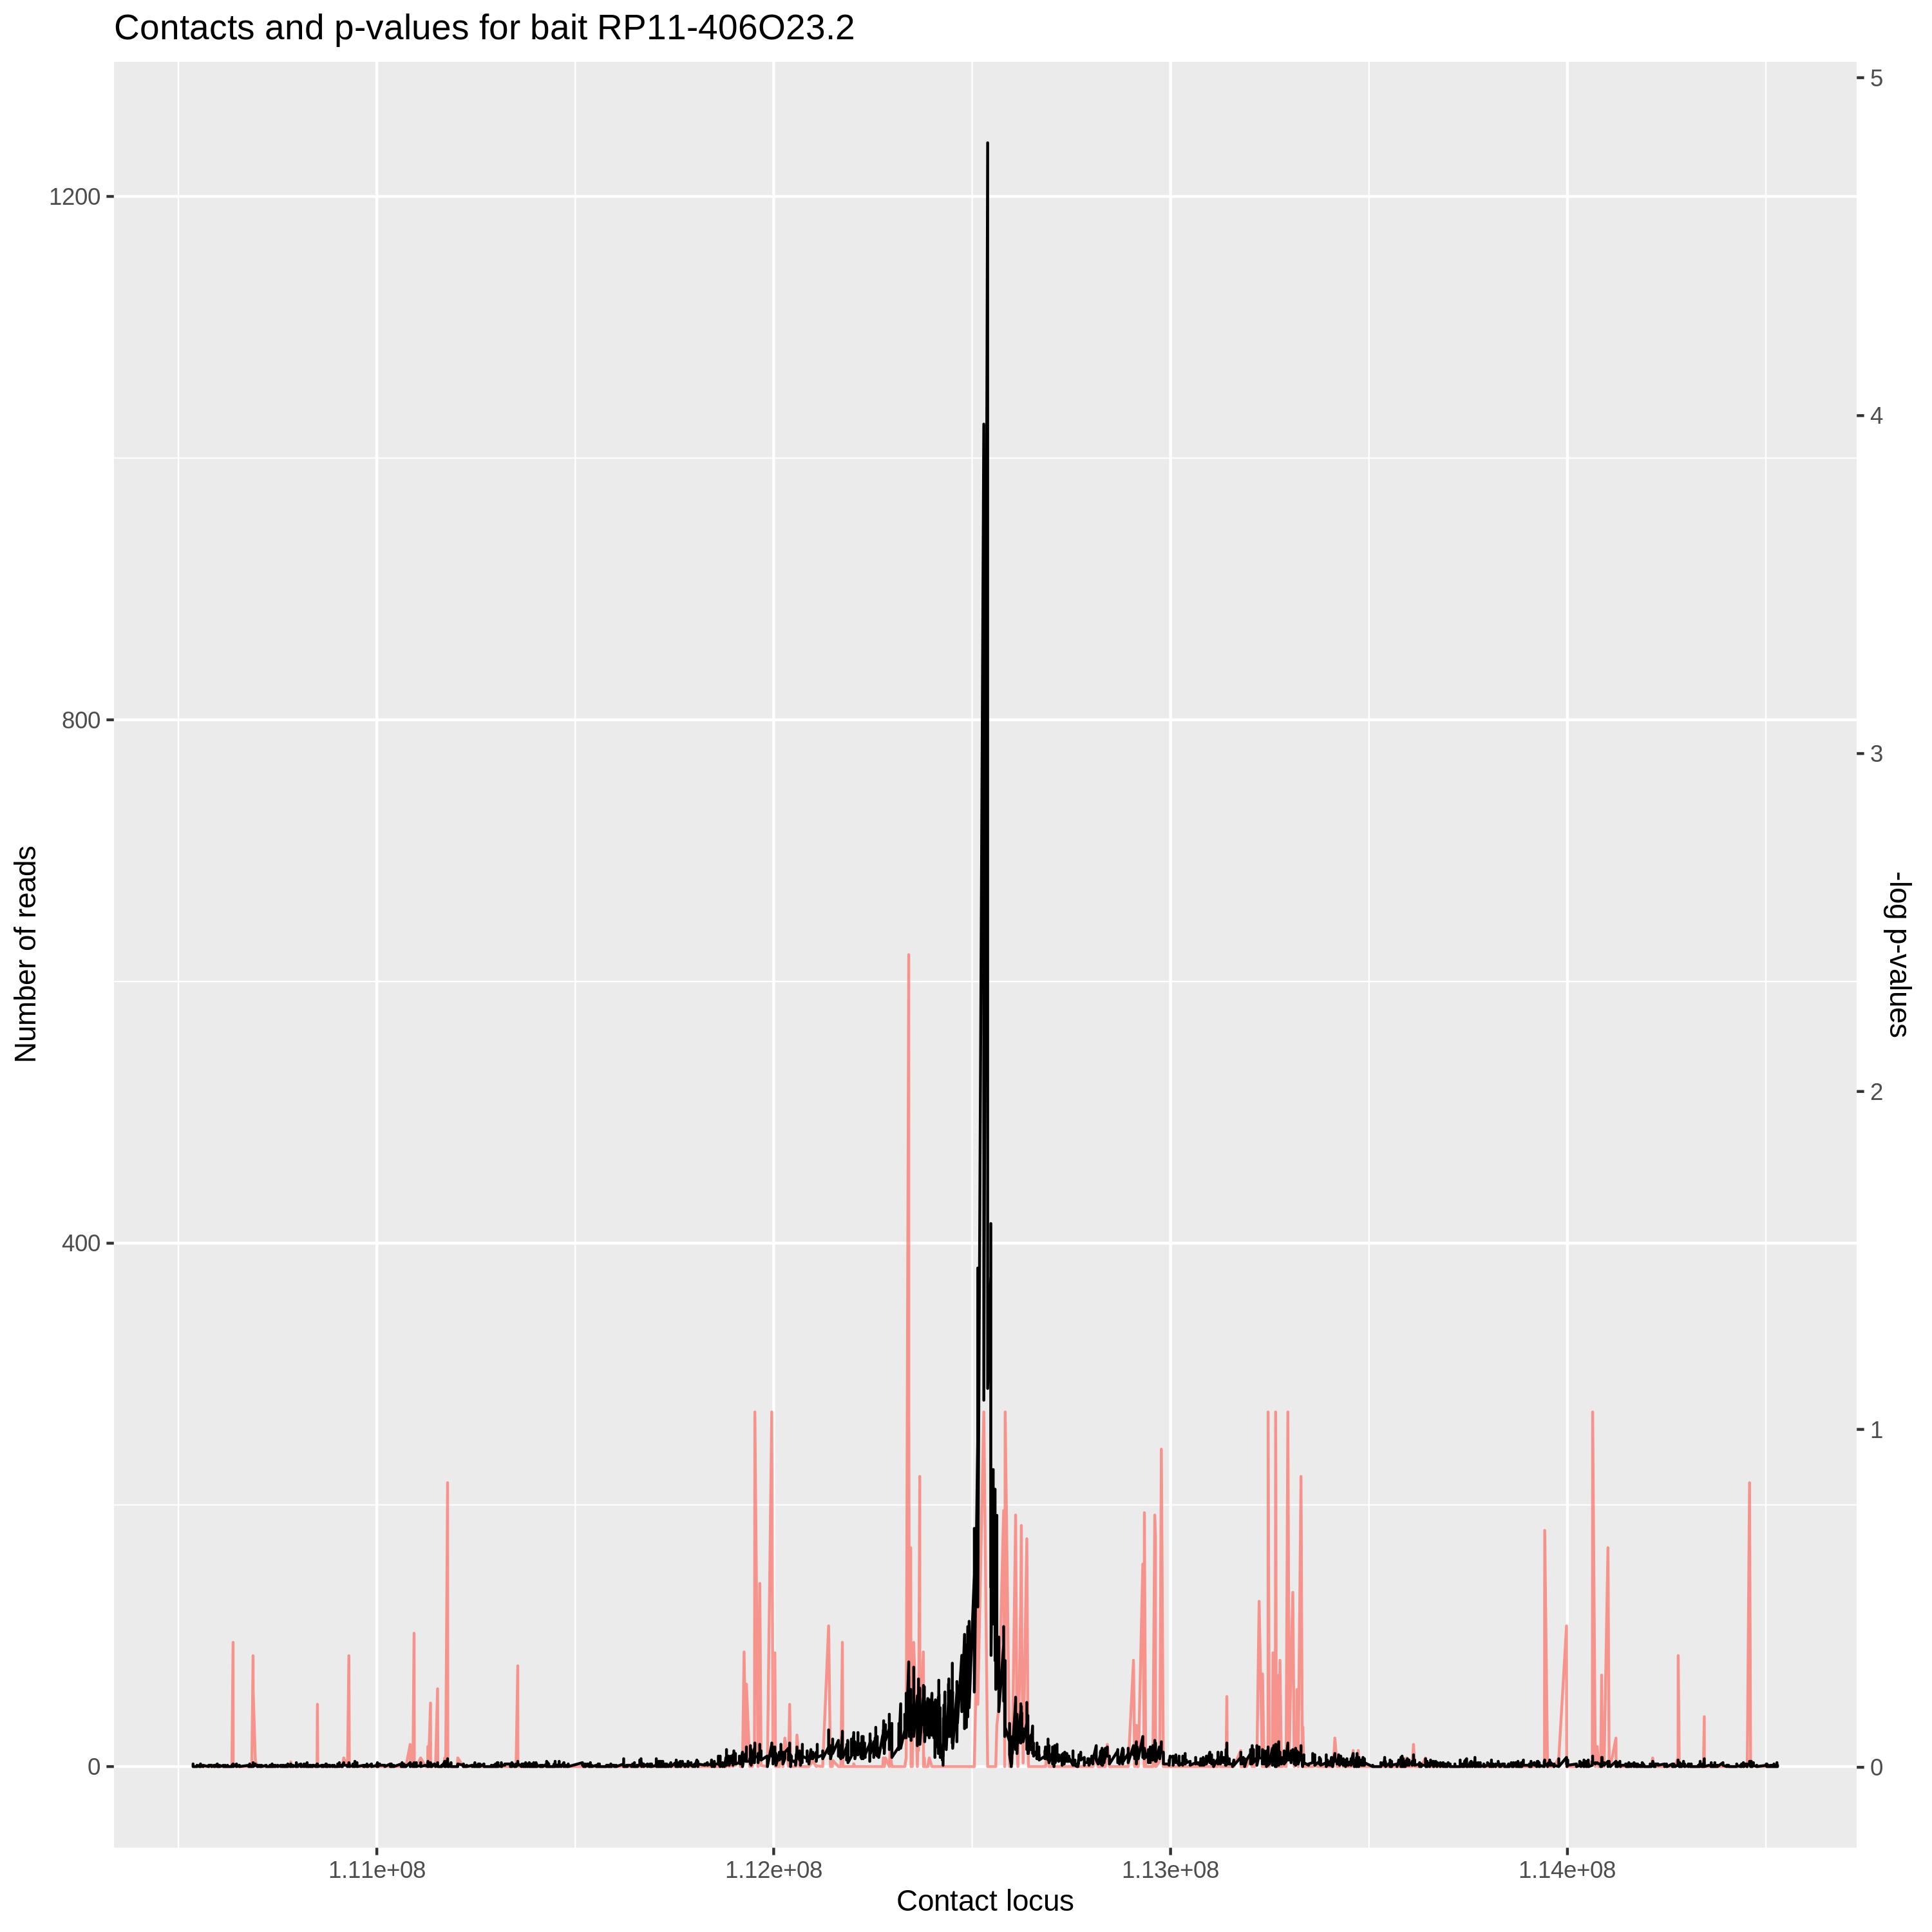 Contacts and p-values for bait RP11-406O23.2
Number of reads
1200
800
400
0
5
4
3
2
1
0
-log p-values
1.11e+08
1.12e+08
1.13e+08
1.14e+08
Contact locus